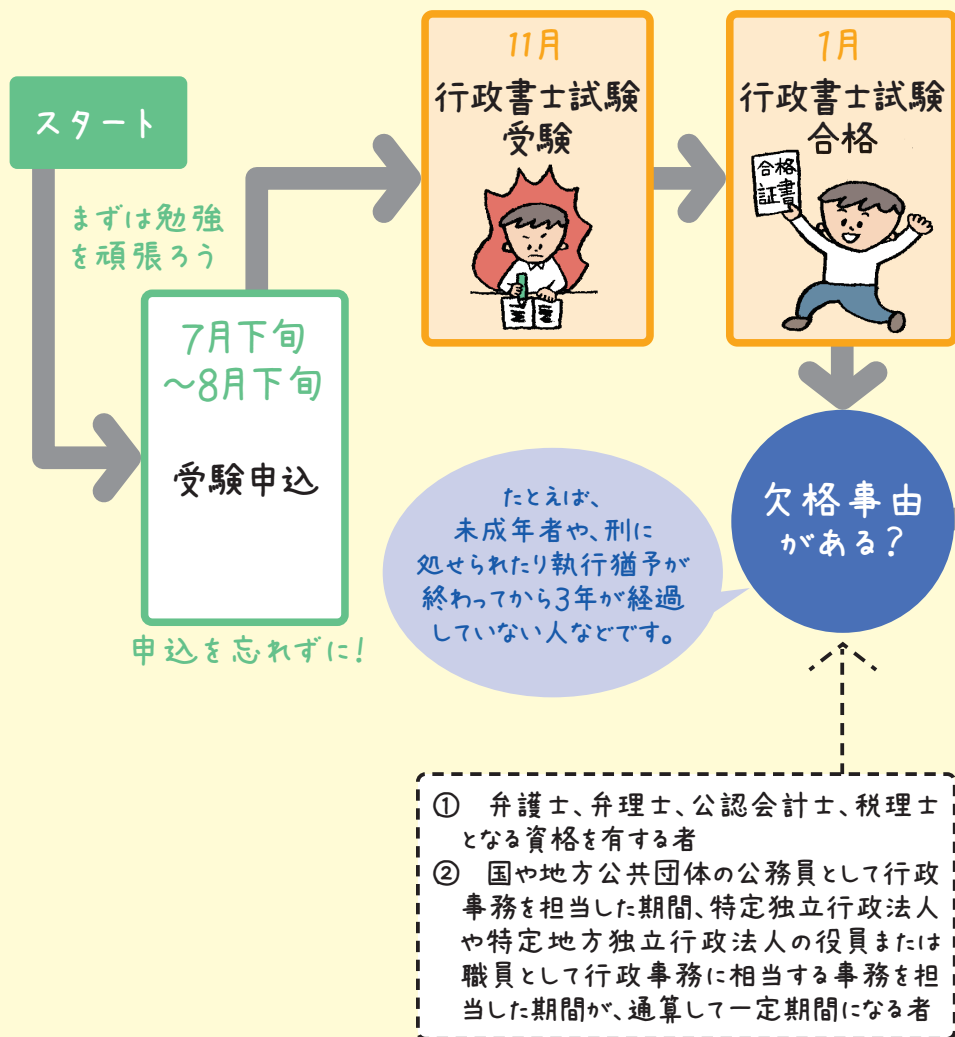 スタート
まずは勉強
を頑張ろう
7月下旬
～8月下旬
受験申込
申込を忘れずに！
11月
行政書士試験
受験
1月
行政書士試験
合格
合格
証書
欠格事由
がある？
たとえば、
未成年者や、刑に
処せられたり執行猶予が
終わってから3年が経過
していない人などです。
① 弁護士、弁理士、公認会計士、税理士
となる資格を有する者
② 国や地方公共団体の公務員として行政
事務を担当した期間、特定独立行政法人
や特定地方独立行政法人の役員または
職員として行政事務に相当する事務を担
当した期間が、通算して一定期間になる者